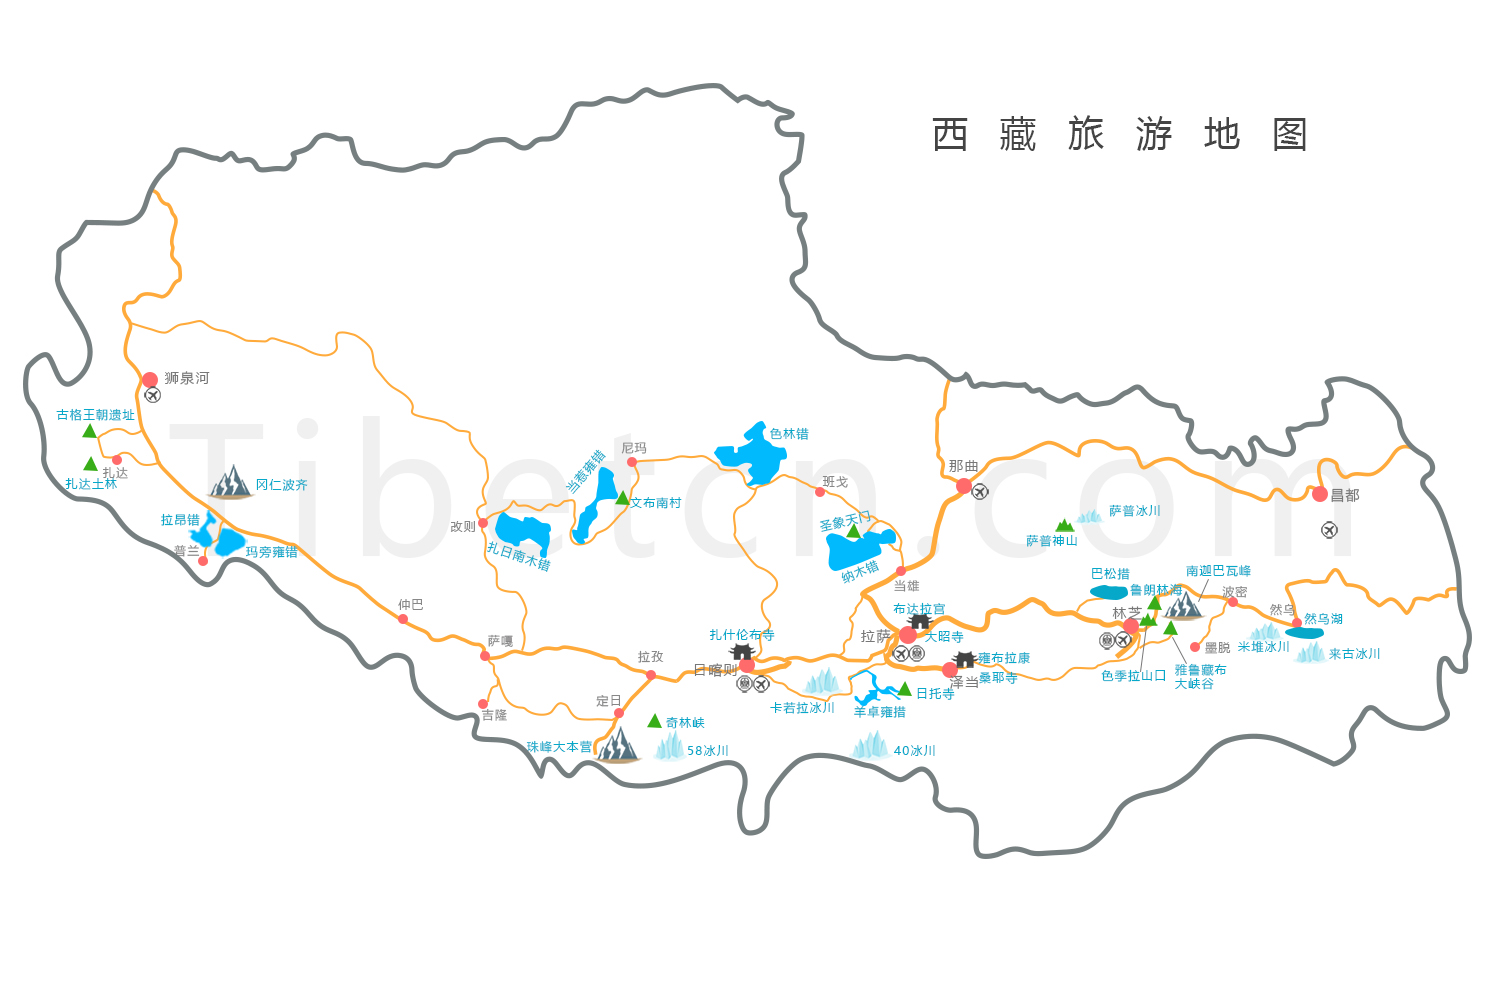 西藏旅游地图
Tibetcn.com
狮泉河
古格王朝遗址
扎达
扎达土林
冈仁波齐
拉昂错
普兰
玛旁雍错
仲巴
改则
扎日南木错
当惹雍错
尼玛
文布南村
色林错
班戈
圣象天门
纳木错
当雄
那曲
昌都
萨普冰川
萨普神山
巴松措
鲁朗林海
南迦巴瓦峰
波密
然乌
然乌湖
林芝
墨脱
米堆冰川
来古冰川
色季拉山口
雅鲁藏布
大峡谷
布达拉宫
拉萨
大昭寺
雍布拉康
泽当
桑耶寺
日托寺
羊卓雍措
卡若拉冰川
扎什伦布寺
日喀则
拉孜
萨嘎
吉隆
定日
奇林峡
珠峰大本营
58冰川
40冰川